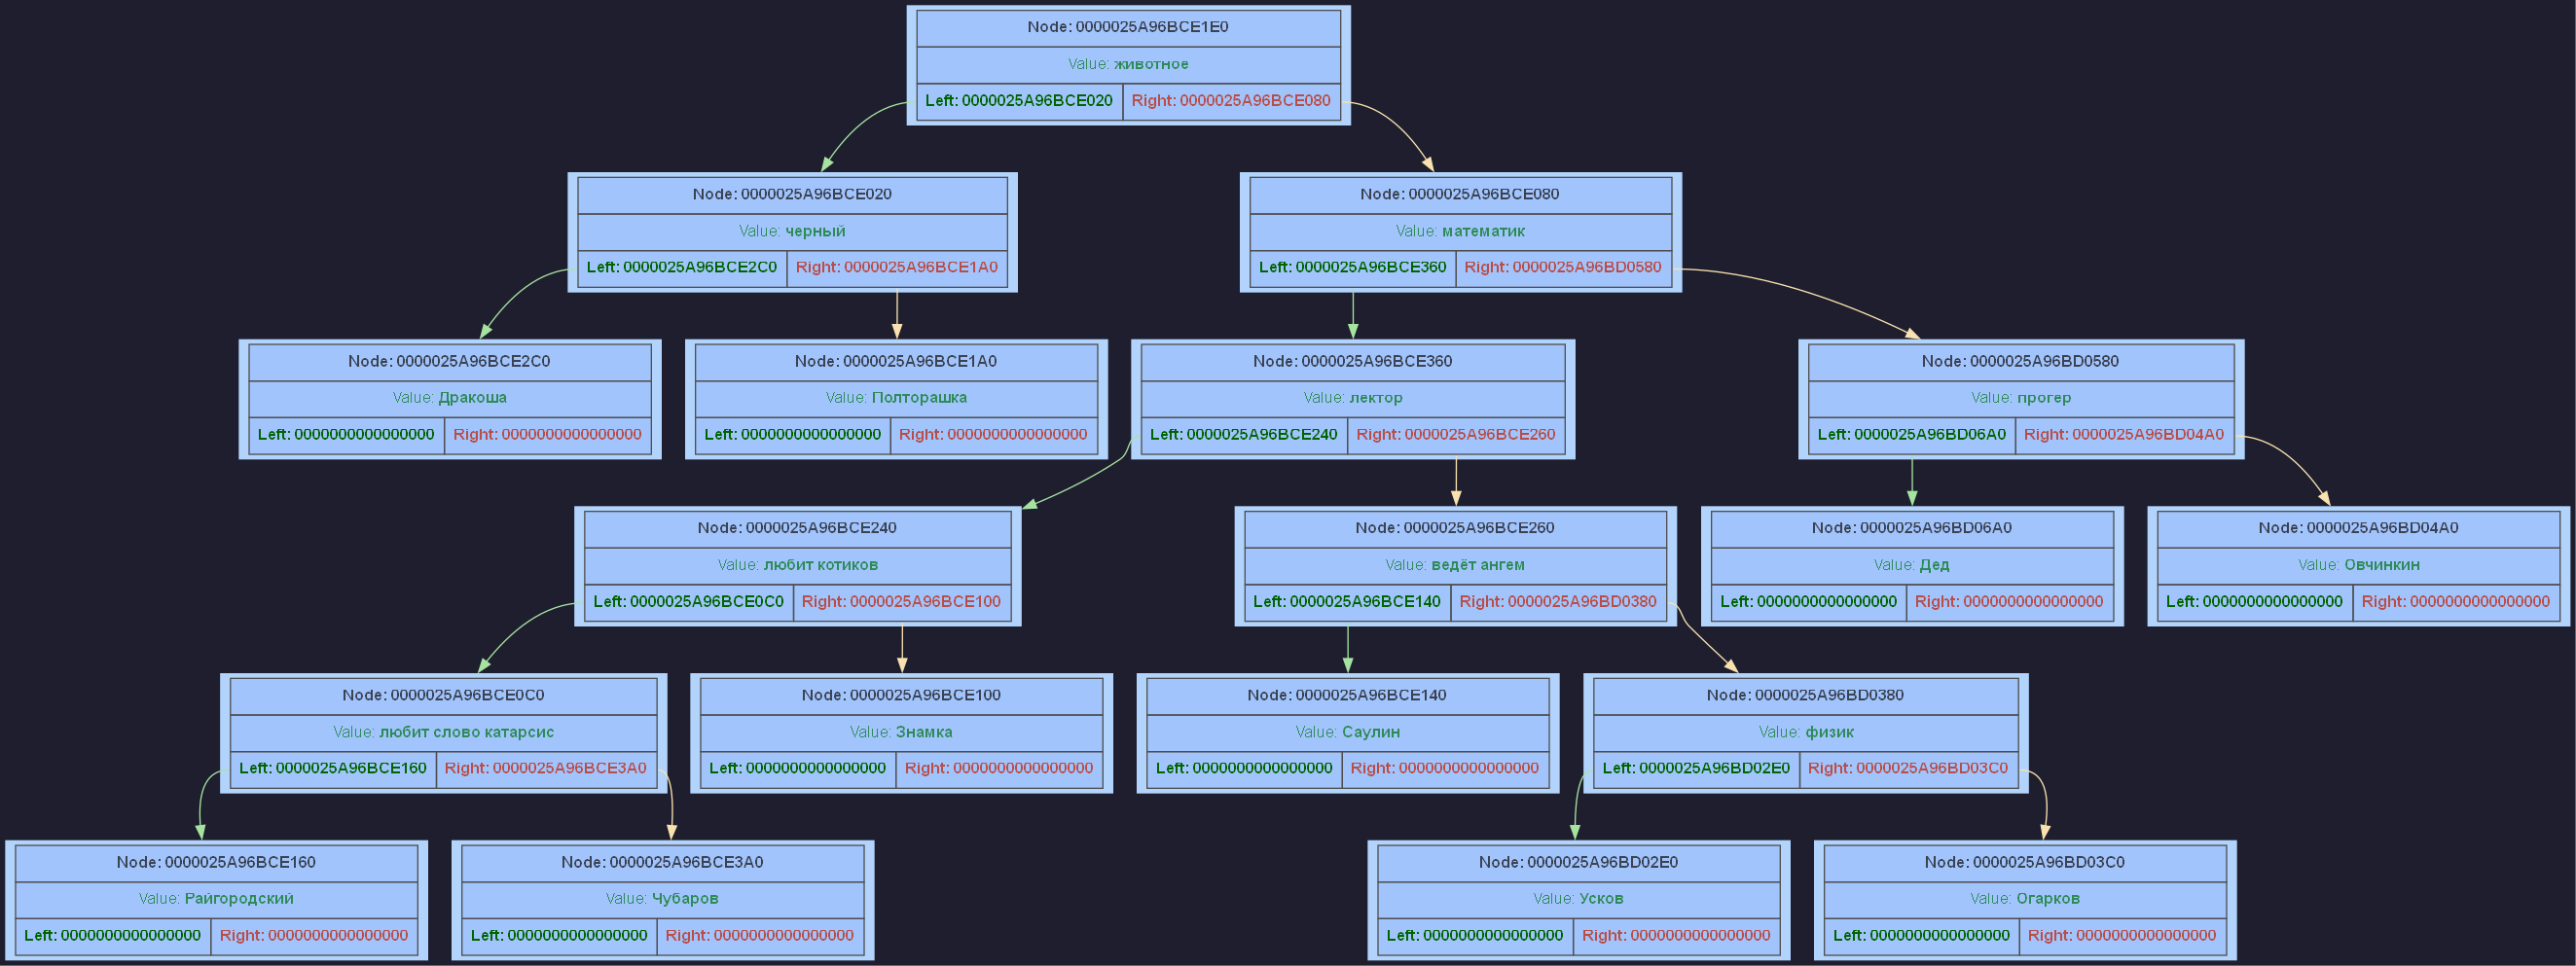 Node: 0000025A96BCE1E0
Value: животное
Left: 0000025A96BCE020 Right: 0000025A96BCE080
Node: 0000025A96BCE020
Value: черный
Left: 0000025A96BCE2C0 Right: 0000025A96BCE1A0
Node: 0000025A96BCE080
Value: математик
Left: 0000025A96BCE360 Right: 0000025A96BD0580
Node: 0000025A96BCE2C0
Value: Дракоша
Left: 0000000000000000 Right: 0000000000000000
Node: 0000025A96BCE1A0
Value: Полторашка
Left: 0000000000000000 Right: 0000000000000000
Node: 0000025A96BCE360
Value: лектор
Left: 0000025A96BCE240 Right: 0000025A96BCE260
Node: 0000025A96BD0580
Value: прогер
Left: 0000025A96BD06A0 Right: 0000025A96BD04A0
Node: 0000025A96BCE240
Value: любит котиков
Left: 0000025A96BCE0C0 Right: 0000025A96BCE100
Node: 0000025A96BCE260
Value: ведёт ангем
Left: 0000025A96BCE140 Right: 0000025A96BD0380
Node: 0000025A96BD06A0
Value: Дед
Left: 0000000000000000 Right: 0000000000000000
Node: 0000025A96BD04A0
Value: Овчинкин
Left: 0000000000000000 Right: 0000000000000000
Node: 0000025A96BCE0C0
Value: любит слово катарсис
Left: 0000025A96BCE160 Right: 0000025A96BCE3A0
Node: 0000025A96BCE100
Value: Знамка
Left: 0000000000000000 Right: 0000000000000000
Node: 0000025A96BCE140
Value: Саулин
Left: 0000000000000000 Right: 0000000000000000
Node: 0000025A96BD0380
Value: физик
Left: 0000025A96BD02E0 Right: 0000025A96BD03C0
Node: 0000025A96BCE160
Value: Райгородский
Left: 0000000000000000 Right: 0000000000000000
Node: 0000025A96BCE3A0
Value: Чубаров
Left: 0000000000000000 Right: 0000000000000000
Node: 0000025A96BD02E0
Value: Усков
Left: 0000000000000000 Right: 0000000000000000
Node: 0000025A96BD03C0
Value: Огарков
Left: 0000000000000000 Right: 0000000000000000